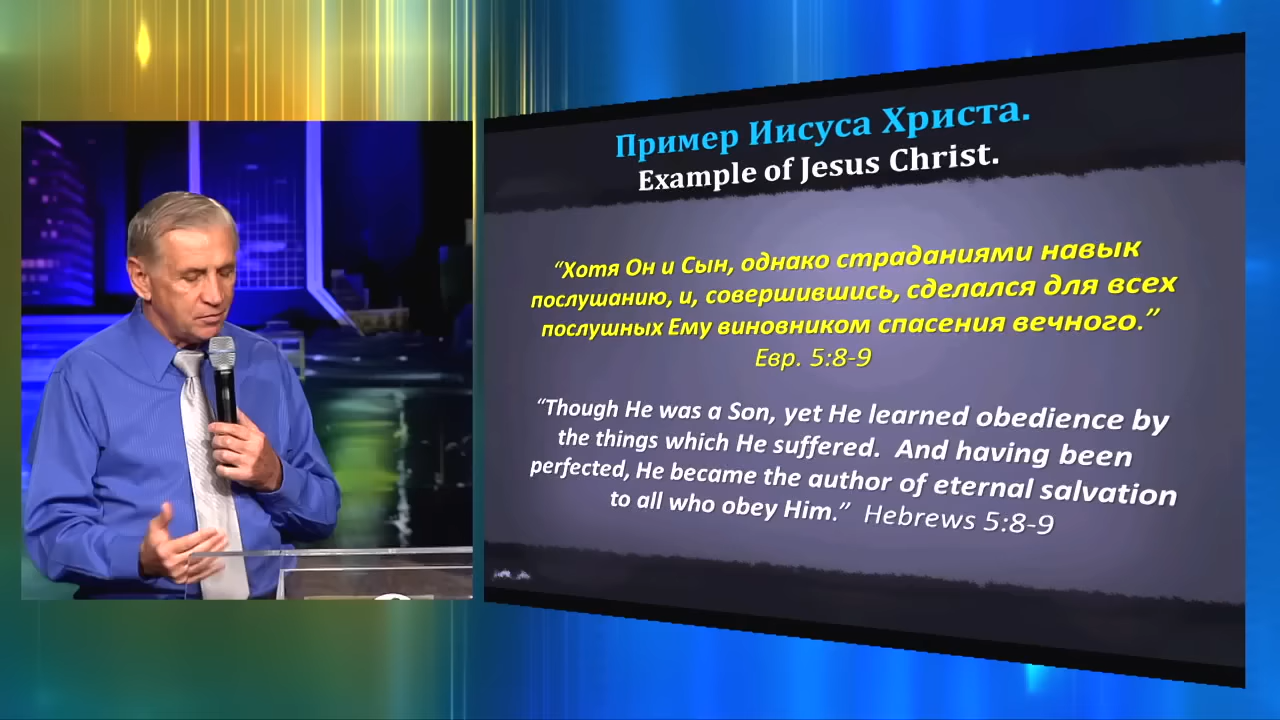 Пример Иисуса Христа.
Example of Jesus Christ.
“Хотя Он и Сын, однако страданиями навык
послушанию, и, совершившись, сделался для всех
послушных Ему виновником спасения вечного.”
Евр. 5:8-9
“Though He was a Son, yet He learned obedience by
the things which He suffered.  And having been
perfected, He became the author of eternal salvation
to all who obey Him.”  Hebrews 5:8-9